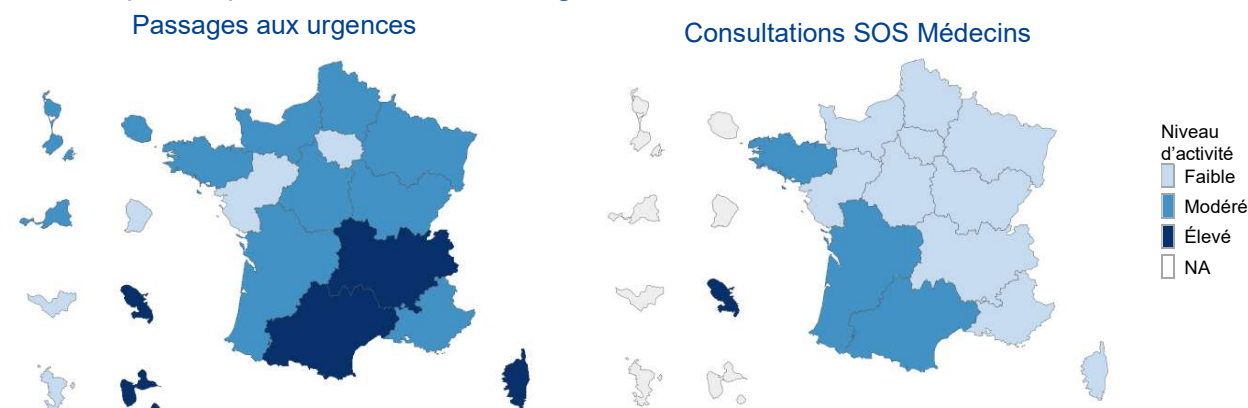 Passages aux urgences
Consultations SOS Médecins
Niveau
d'activité
Faible
Modéré
Élevé
NA